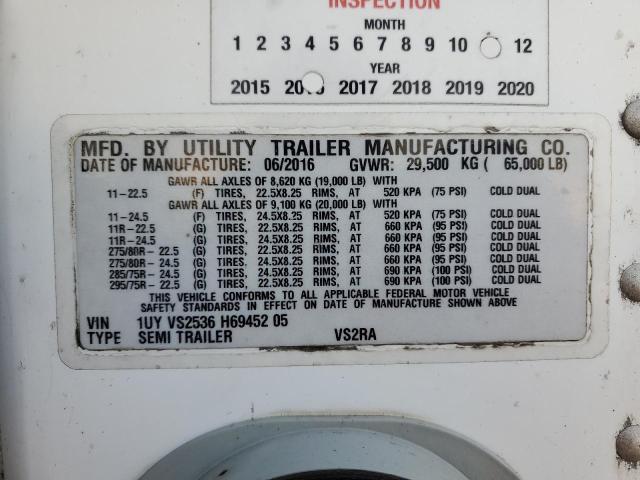 INSPECTION
MONTH
1 2 3 4 5 6 7 8 9 10 12
YEAR
2015 2016 2017 2018 2019 2020
MFD. BY UTILITY TRAILER MANUFACTURING CO.
DATE OF MANUFACTURE: 06/2016 GVWR: 29,500 KG ( 65,000 LB)
GAWR ALL AXLES OF 8,620 KG (19,000 LB) WITH
11-22.5 (F) TIRES, 22.5X8.25 RIMS, AT 520 KPA (75 PSI) COLD DUAL
GAWR ALL AXLES OF 9,100 KG (20,000 LB) WITH
11-24.5 (F) TIRES, 24.5X8.25 RIMS, AT 520 KPA (75 PSI) COLD DUAL
11R-22.5 (G) TIRES, 22.5X8.25 RIMS, AT 660 KPA (95 PSI) COLD DUAL
11R-24.5 (G) TIRES, 24.5X8.25 RIMS, AT 660 KPA (95 PSI) COLD DUAL
275/80R-22.5 (G) TIRES, 22.5X8.25 RIMS, AT 660 KPA (95 PSI) COLD DUAL
275/80R-24.5 (G) TIRES, 24.5X8.25 RIMS, AT 660 KPA (95 PSI) COLD DUAL
285/75R-24.5 (G) TIRES, 24.5X8.25 RIMS, AT 690 KPA (100 PSI) COLD DUAL
295/75R-22.5 (G) TIRES, 22.5X8.25 RIMS, AT 690 KPA (100 PSI) COLD DUAL
THIS VEHICLE CONFORMS TO ALL APPLICABLE FEDERAL MOTOR VEHICLE
SAFETY STANDARDS IN EFFECT ON DATE OF MANUFACTURE SHOWN ABOVE
VIN 1UY VS2536 H69452 05
TYPE SEMI TRAILER VS2RA